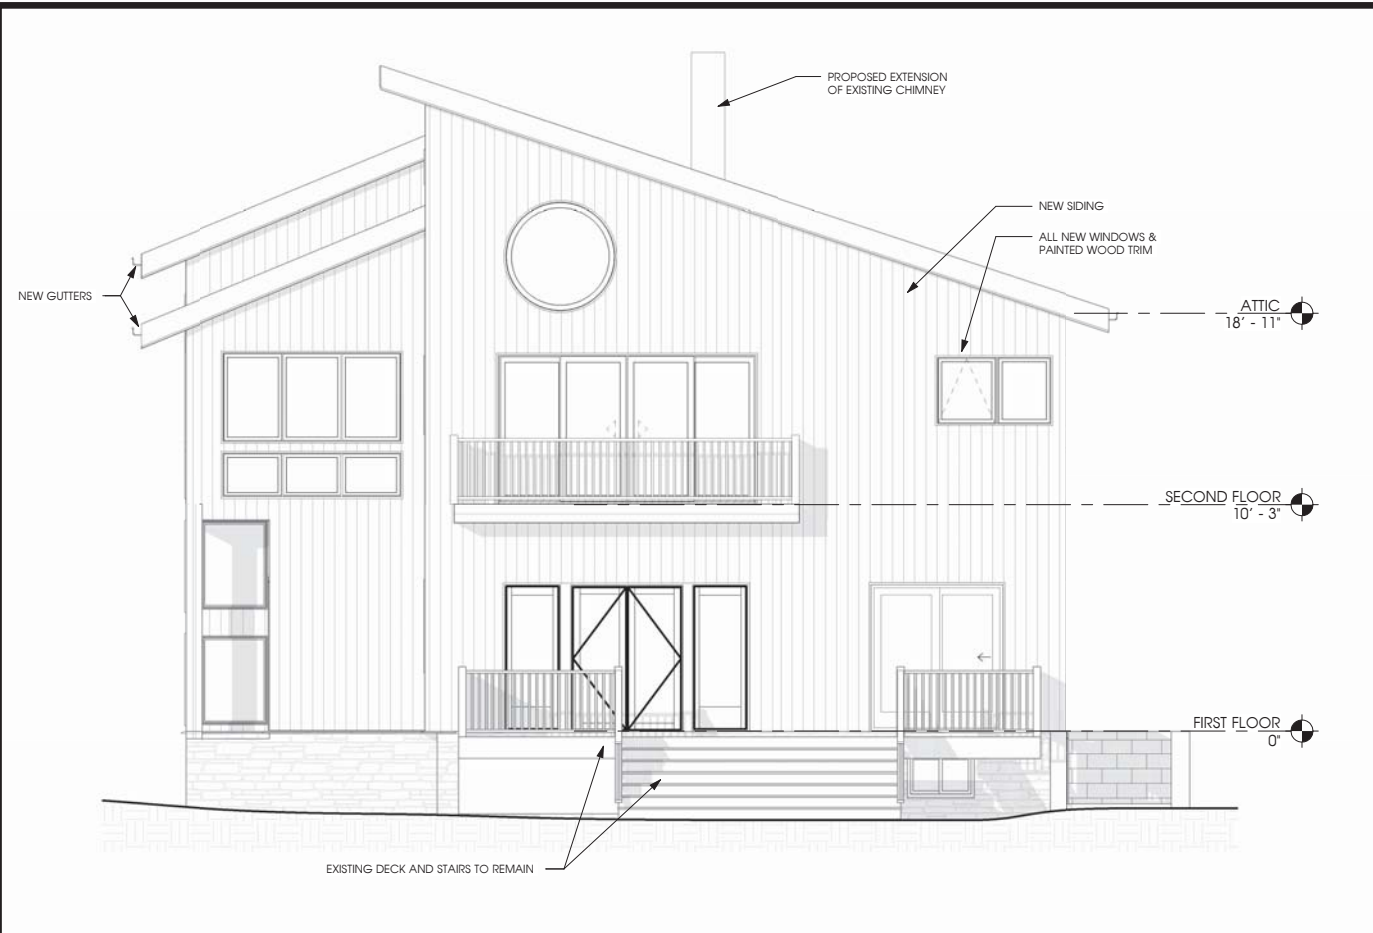 PROPOSED EXTENSION
OF EXISTING CHIMNEY
NEW SIDING
ALL NEW WINDOWS &
PAINTED WOOD TRIM
NEW GUTTERS
ATTIC
18' - 11"
SECOND FLOOR
10' - 3"
FIRST FLOOR
0"
EXISTING DECK AND STAIRS TO REMAIN